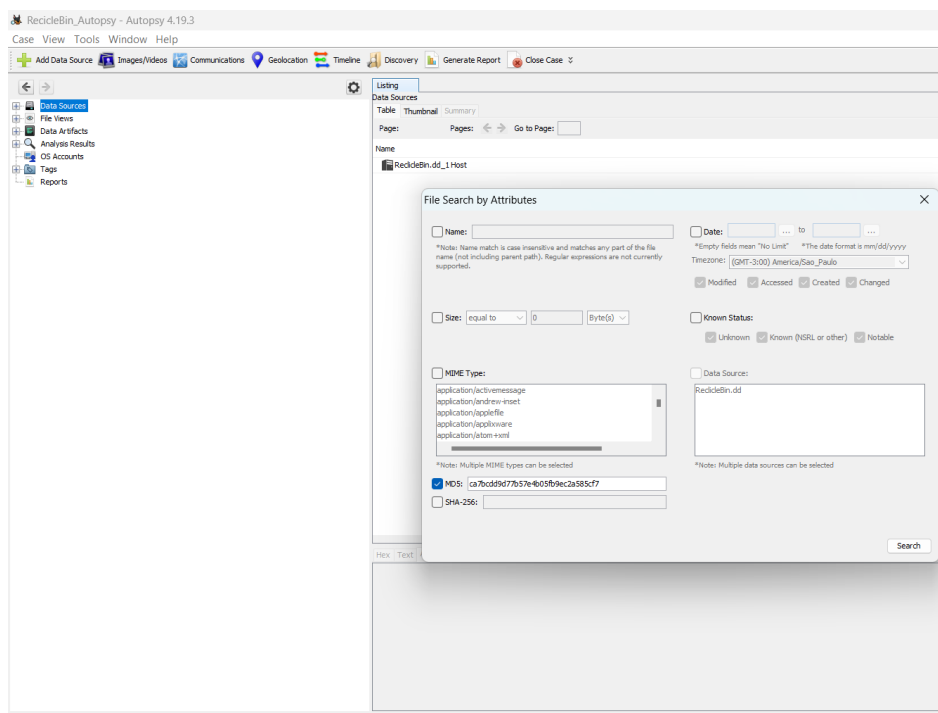 RecicleBin_Autopsy - Autopsy 4.19.3
Case View Tools Window Help
Add Data Source Images/Videos Communications Geolocation Timeline Discovery Generate Report Close Case
Data Sources
File Views
Data Artifacts
Analysis Results
OS Accounts
Tags
Reports
Listing
Data Sources
Table Thumbnail Summary
Page: Pages: Go to Page:
Name
RecicleBin.dd_1 Host
File Search by Attributes
Name:
*Note: Name match is case insensitive and matches any part of the file
name (not including parent path). Regular expressions are not currently
supported.
Date: ... to ...
*Empty fields mean "No Limit" *The date format is mm/dd/yyyy
Timezone: (GMT-3:00) America/Sao_Paulo
Modified Accessed Created Changed
Size: equal to 0 Byte(s)
Known Status:
Unknown Known (NSRL or other) Notable
MIME Type:
application/activemessage
application/andrew-inset
application/applefile
application/applixware
application/atom+xml
*Note: Multiple MIME types can be selected
Data Source:
RecicleBin.dd
*Note: Multiple data sources can be selected
MD5: ca7bcdd9d77b57e4b05fb9ec2a585cf7
SHA-256:
Search
Hex Text